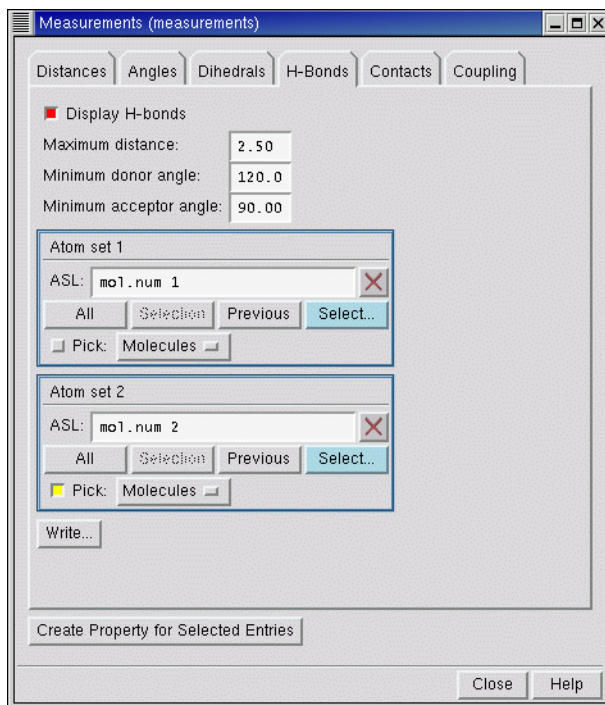 Measurements (measurements)
Distances Angles Dihedrals H-Bonds Contacts Coupling
Display H-bonds
Maximum distance: 2.50
Minimum donor angle: 120.0
Minimum acceptor angle: 90.00
Atom set 1
ASL: mol.num 1
All Selection Previous Select...
Pick: Molecules
Atom set 2
ASL: mol.num 2
All Selection Previous Select...
Pick: Molecules
Write...
Create Property for Selected Entries
Close Help